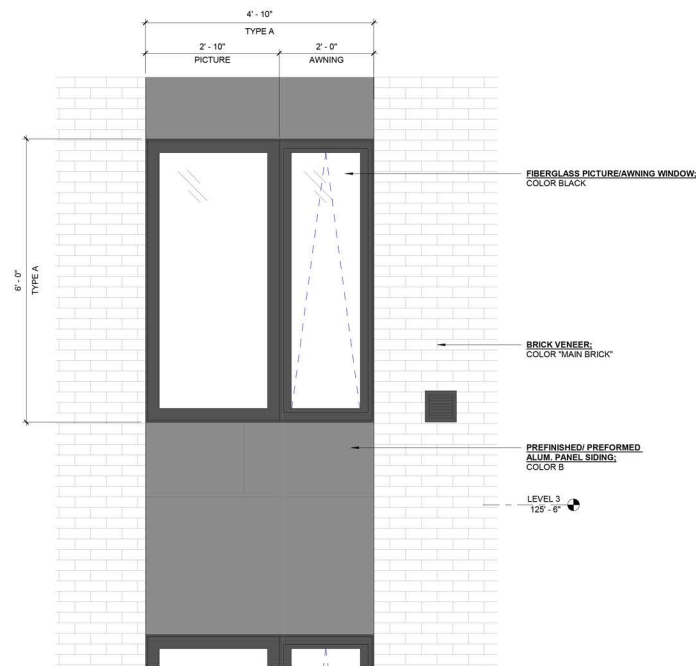 4' - 10"
TYPE A
2' - 10"
2' - 0"
PICTURE
AWNING
FIBERGLASS PICTURE/AWNING WINDOW;
COLOR BLACK
6' - 0"
TYPE A
BRICK VENEER;
COLOR "MAIN BRICK"
PREFINISHED/ PREFORMED
ALUM. PANEL SIDING;
COLOR B
LEVEL 3
125' - 6"